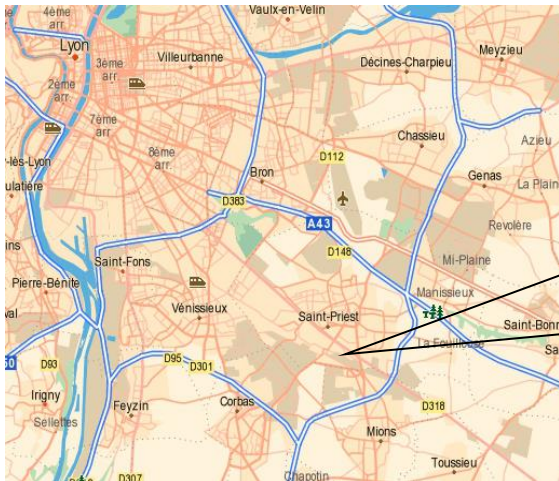 Vaulx-en-Velin
4ème
arr.
Lyon
Villeurbanne
3ème
arr.
Meyzieu
Décines-Charpieu
2ème
arr.
7ème
arr.
Chassieu
Azieu
8ème
arr.
D112
-lès-Lyon
Bron
Genas
La Plain
ulatière
D383
A43
Revolère
ins
D148
Saint-Fons
Mi-Plaine
Pierre-Bénite
Manissieux
Vénissieux
Saint-Priest
Saint-Bonn
val
La Fouillouse
Sa
50
D93
D95
D301
Irigny
Feyzin
Corbas
D318
Sellettes
Mions
Toussieu
D307
Chapotin